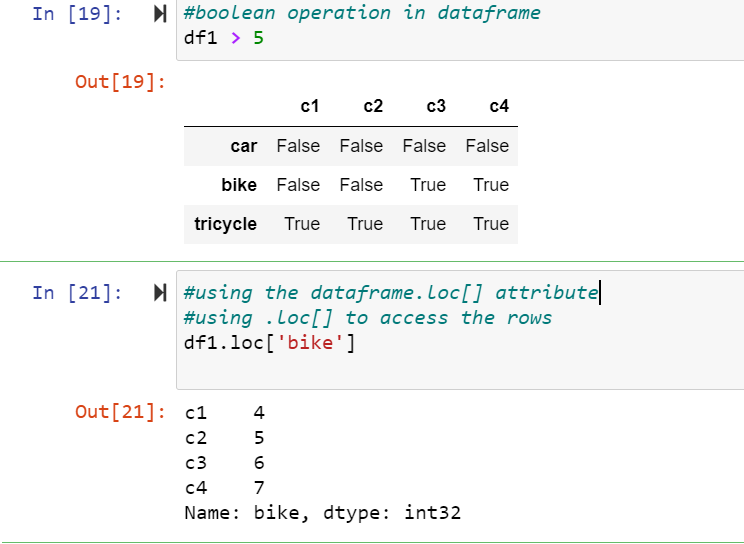 In [19]: #boolean operation in dataframe
df1 > 5
Out[19]:
c1 c2 c3 c4
car False False False False
bike False False True True
tricycle True True True True
In [21]: #using the dataframe.loc[] attribute
#using .loc[] to access the rows
df1.loc['bike']
Out[21]: c1 4
c2 5
c3 6
c4 7
Name: bike, dtype: int32